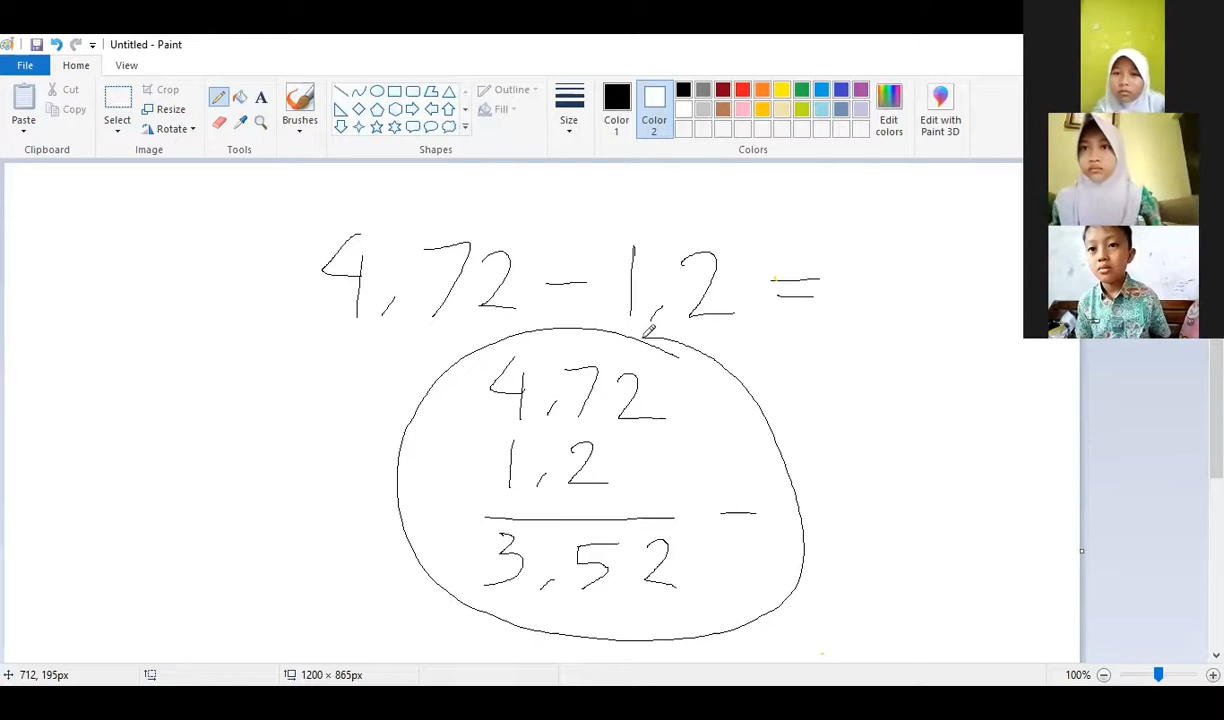 Untitled - Paint
File Home View
Paste
Cut
Copy
Clipboard
Select
Crop
Resize
Rotate
Image
Tools
Brushes
Shapes
Outline
Fill
Size
Color 1
Color 2
Colors
Edit colors
Edit with Paint 3D
4,72 - 1,2 =
4,72
1,2
-
3,52
712, 195px
1200 × 865px
100%